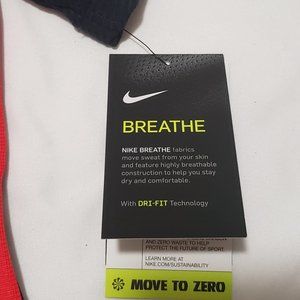 BREATHE
NIKE BREATHE fabrics
move sweat from your skin
and feature highly breathable
construction to help you stay
dry and comfortable.
With DRI-FIT Technology
AND ZERO WASTE TO HELP
PROTECT THE FUTURE OF SPORT.
LEARN MORE AT
NIKE.COM/SUSTAINABILITY
MOVE TO ZERO